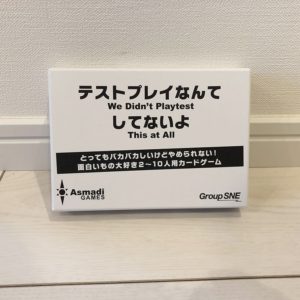 テストプレイなんて
We Didn't Playtest
してないよ
This at All
とってもバカバカしいけどやめられない！
面白いもの大好き2～10人用カードゲーム
Asmadi
GAMES
Group SNE